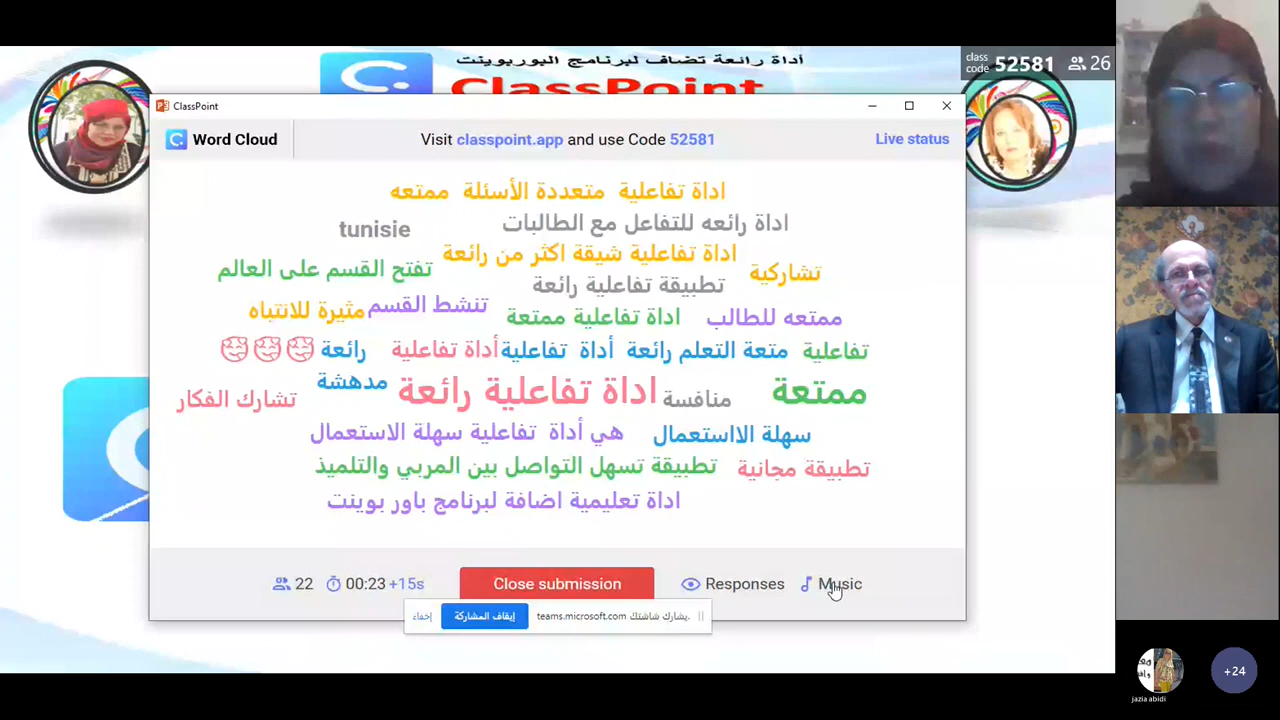 أداة رائعة تضاف لبرنامج البوربوينت
ClassPoint
class code 52581 26
ClassPoint
Word Cloud
Visit classpoint.app and use Code 52581
Live status
اداة تفاعلية متعددة الأسئلة ممتعه
اداة رائعه للتفاعل مع الطالبات
tunisie
اداة تفاعلية شيقة اكثر من رائعة
تفتح القسم على العالم
تشاركية
تطبيقة تفاعلية رائعة
تنشط القسم
مثيرة للانتباه
ممتعه للطالب
اداة تفاعلية ممتعة
تفاعلية
متعة التعلم رائعة
أداة تفاعلية
أداة تفاعلية
رائعة
🥰🥰🥰
مدهشة
ممتعة
منافسة
اداة تفاعلية رائعة
تشارك الفكار
سهلة الااستعمال
هي أداة تفاعلية سهلة الاستعمال
تطبيقة مجانية
تطبيقة تسهل التواصل بين المربي والتلميذ
اداة تعليمية اضافة لبرنامج باور بوينت
22 00:23 +15s
Close submission
Responses
Music
يشارك شاشتك teams.microsoft.com.
إيقاف المشاركة
إخفاء
jazia abidi
+24